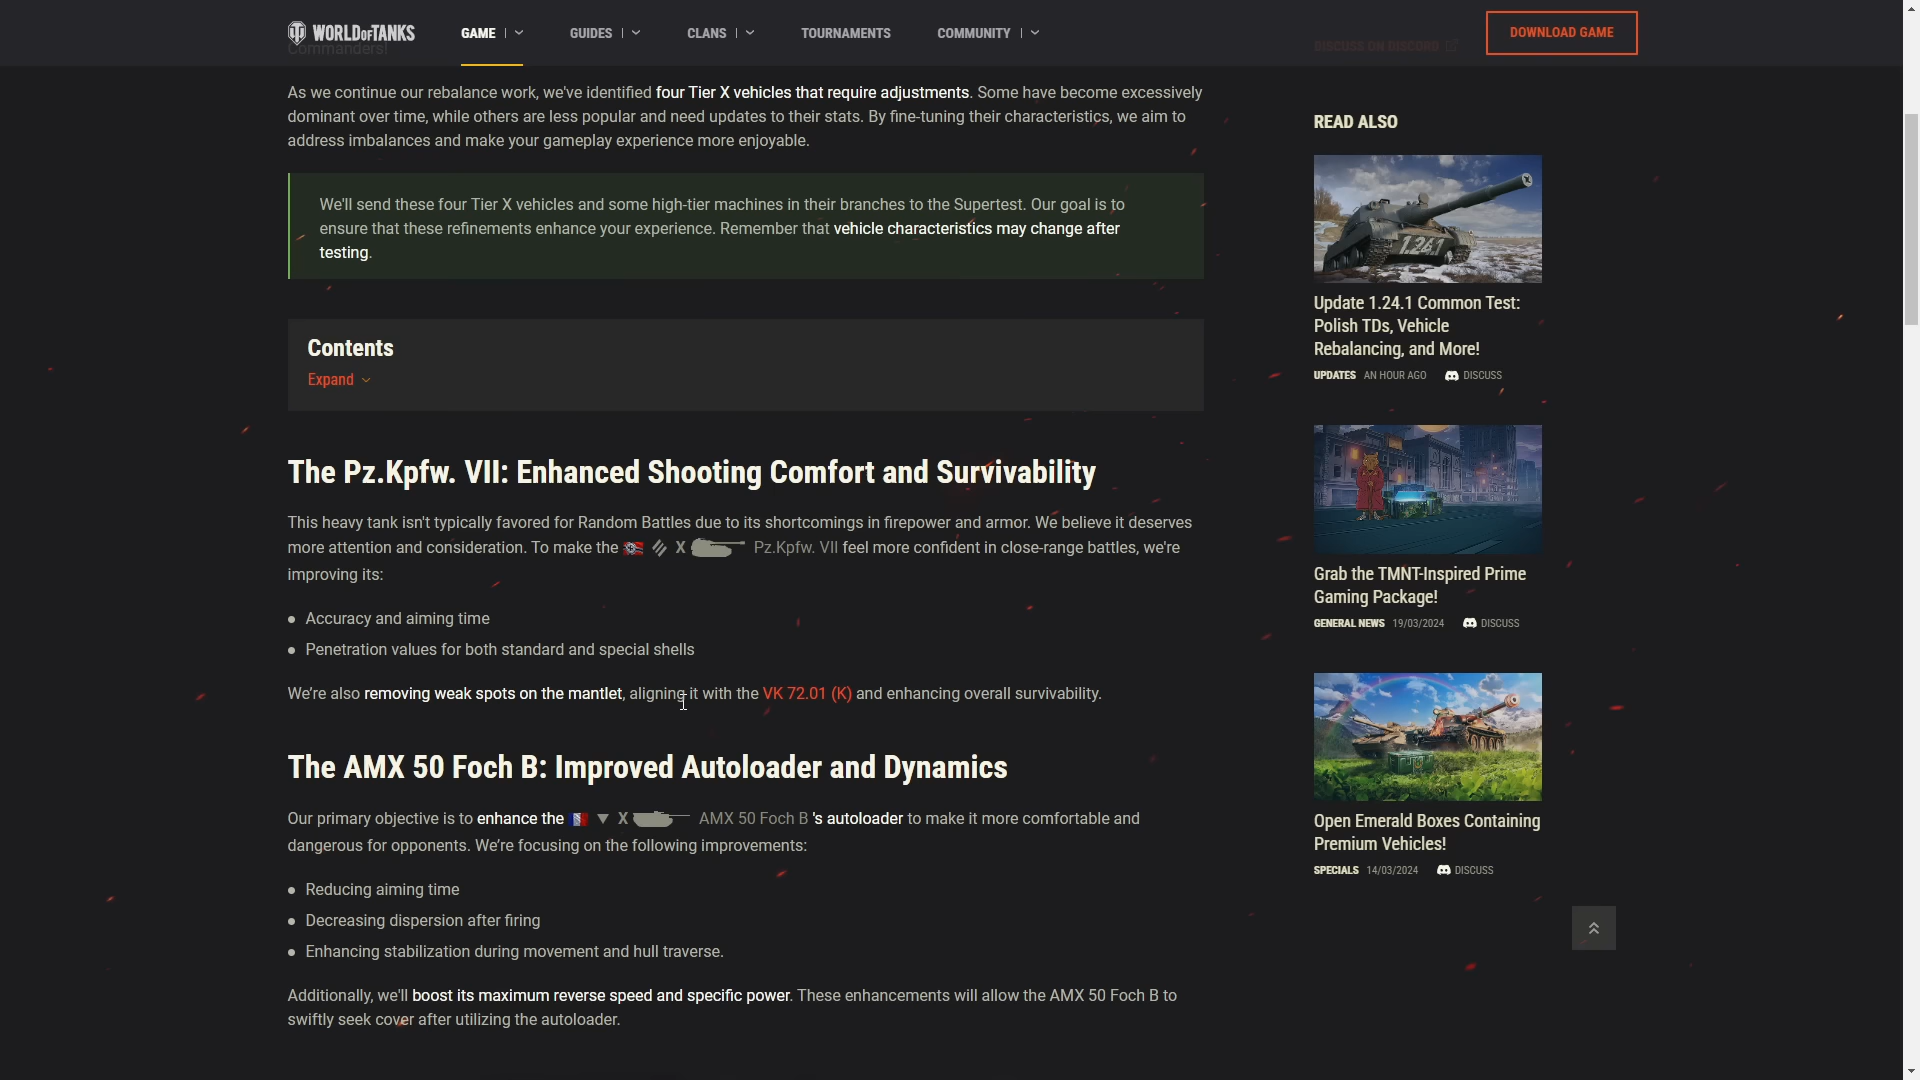 WORLD OF TANKS
GAME
GUIDES
CLANS
TOURNAMENTS
COMMUNITY
DOWNLOAD GAME
Commanders!
DISCUSS ON DISCORD
As we continue our rebalance work, we've identified four Tier X vehicles that require adjustments. Some have become excessively
dominant over time, while others are less popular and need updates to their stats. By fine-tuning their characteristics, we aim to
address imbalances and make your gameplay experience more enjoyable.
We'll send these four Tier X vehicles and some high-tier machines in their branches to the Supertest. Our goal is to
ensure that these refinements enhance your experience. Remember that vehicle characteristics may change after
testing.
Contents
Expand
The Pz.Kpfw. VII: Enhanced Shooting Comfort and Survivability
This heavy tank isn't typically favored for Random Battles due to its shortcomings in firepower and armor. We believe it deserves
more attention and consideration. To make the X Pz.Kpfw. VII feel more confident in close-range battles, we're
improving its:
Accuracy and aiming time
Penetration values for both standard and special shells
We're also removing weak spots on the mantlet, aligning it with the VK 72.01 (K) and enhancing overall survivability.
The AMX 50 Foch B: Improved Autoloader and Dynamics
Our primary objective is to enhance the X AMX 50 Foch B 's autoloader to make it more comfortable and
dangerous for opponents. We're focusing on the following improvements:
Reducing aiming time
Decreasing dispersion after firing
Enhancing stabilization during movement and hull traverse.
Additionally, we'll boost its maximum reverse speed and specific power. These enhancements will allow the AMX 50 Foch B to
swiftly seek cover after utilizing the autoloader.
READ ALSO
1.24.1
Update 1.24.1 Common Test:
Polish TDs, Vehicle
Rebalancing, and More!
UPDATES AN HOUR AGO DISCUSS
Grab the TMNT-Inspired Prime
Gaming Package!
GENERAL NEWS 19/03/2024 DISCUSS
Open Emerald Boxes Containing
Premium Vehicles!
SPECIALS 14/03/2024 DISCUSS